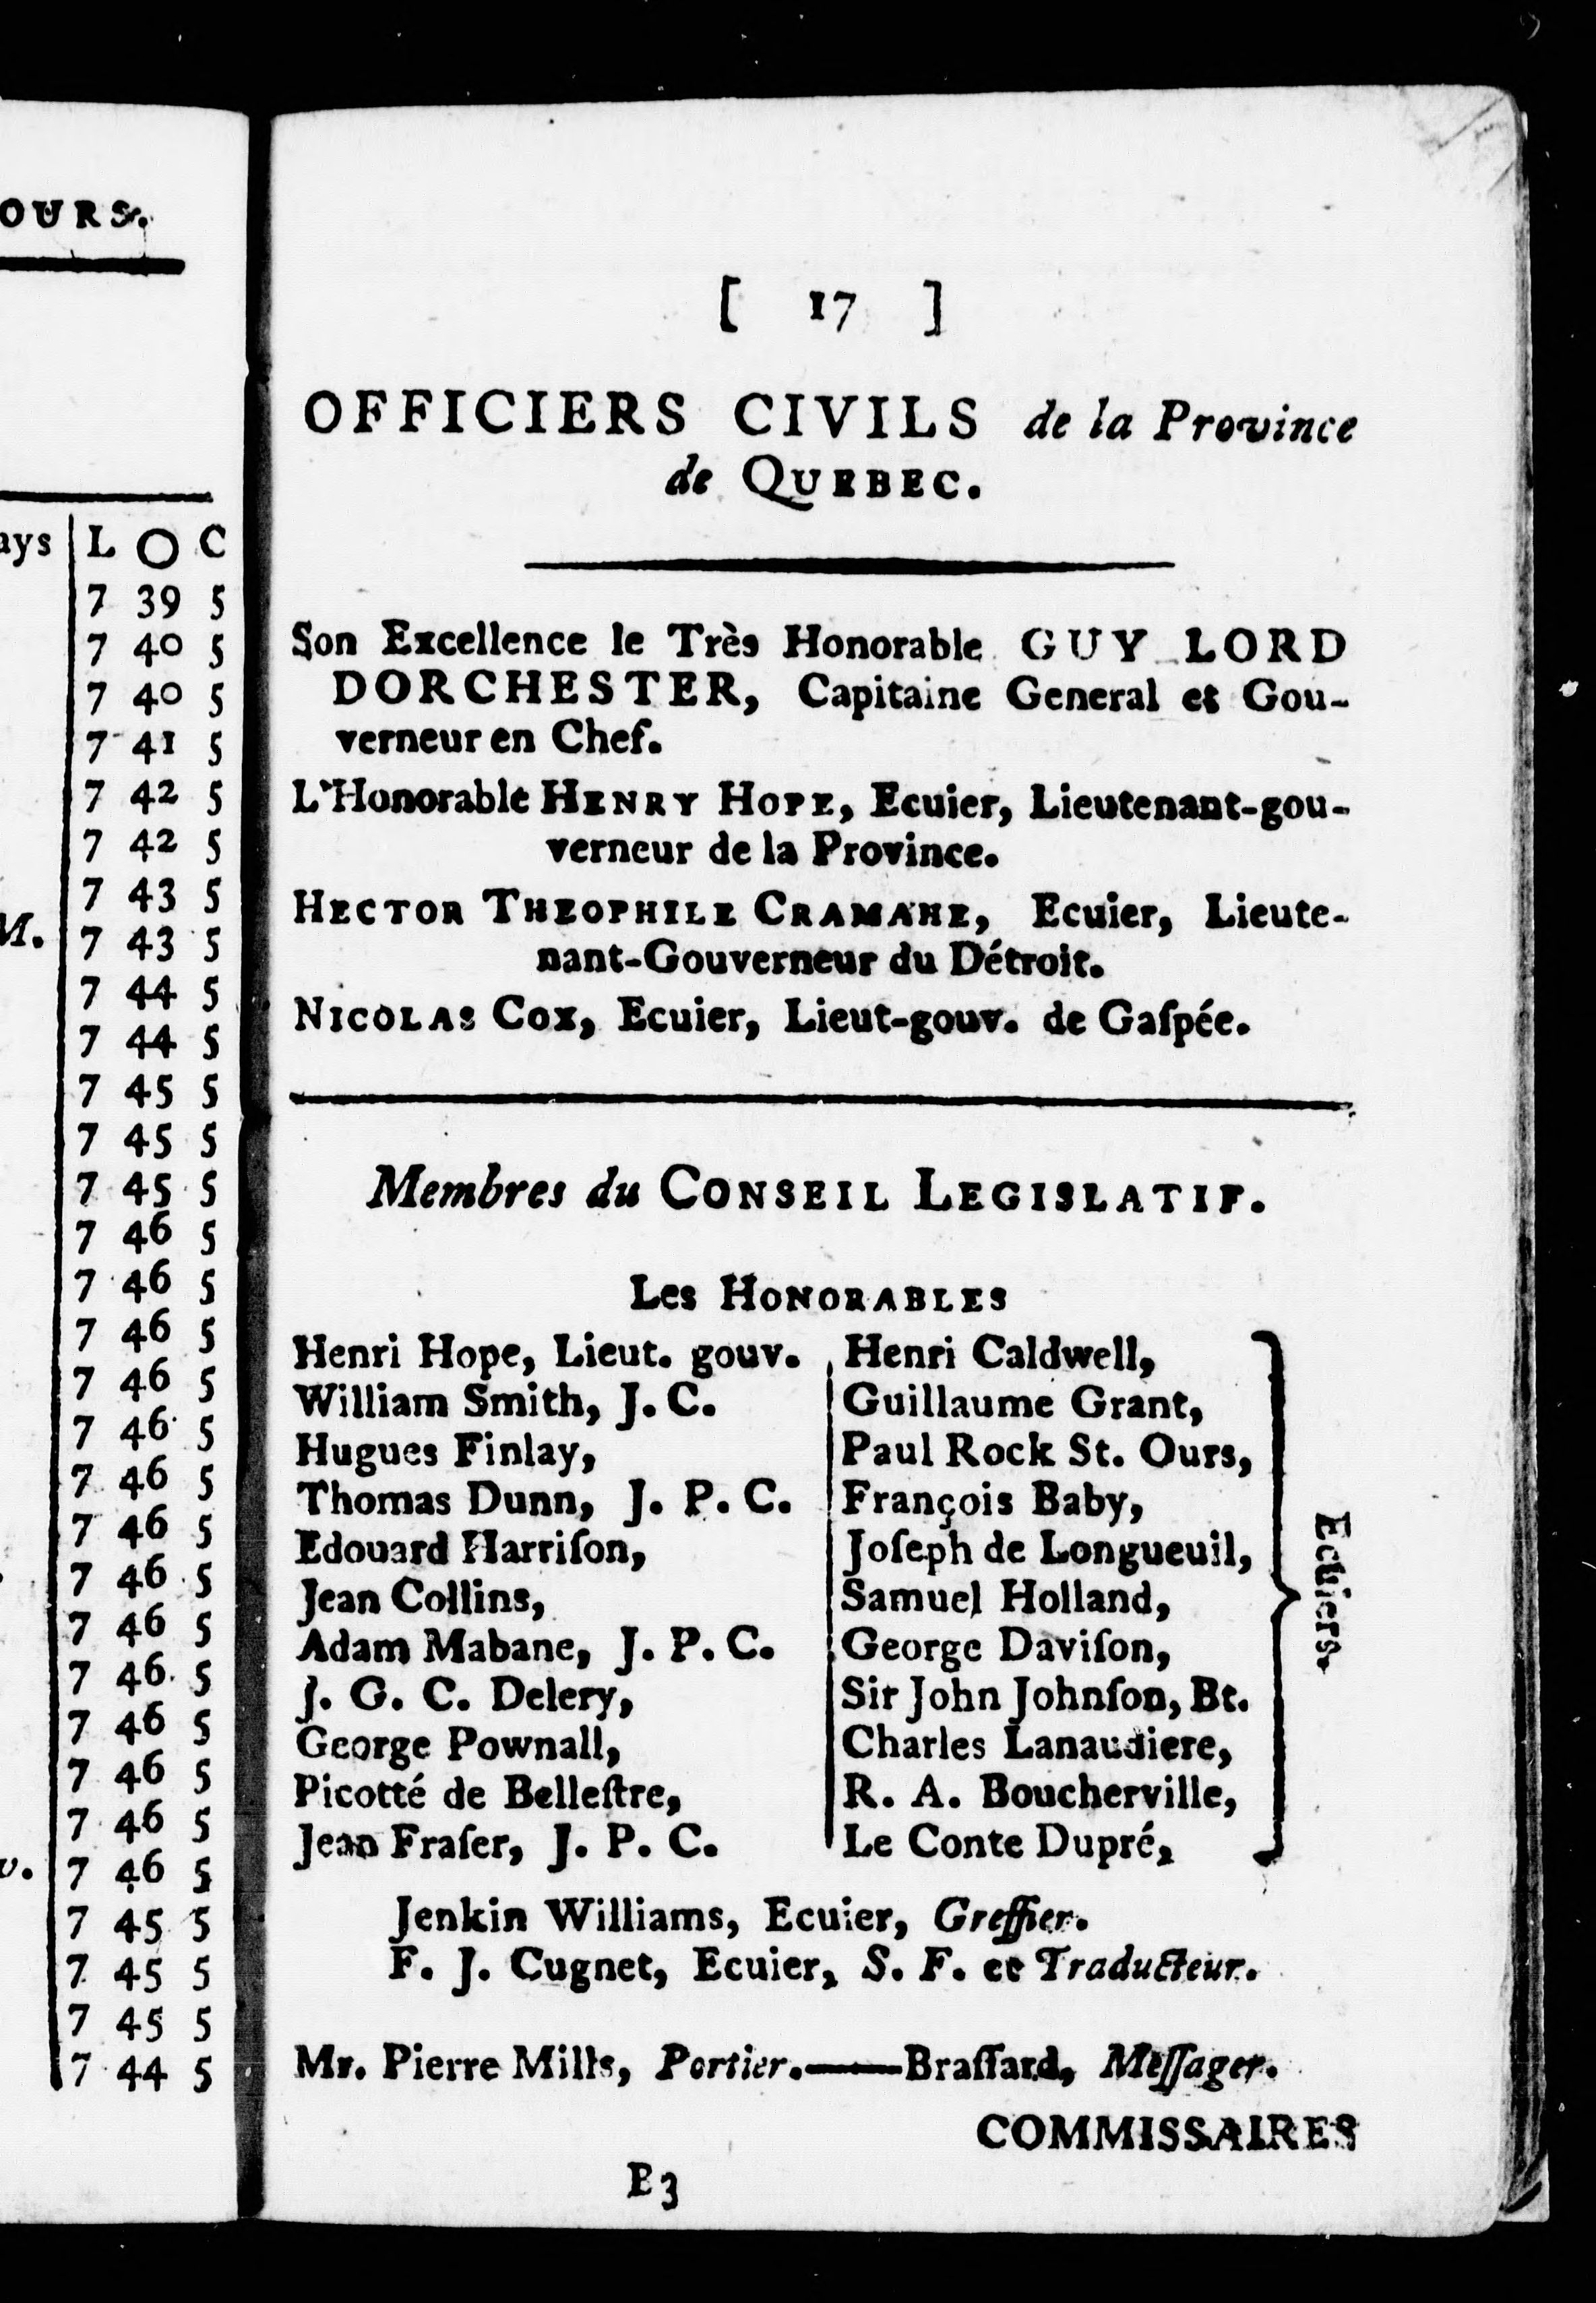 OURS.
ays L O C
7 39 5
7 40 5
7 40 5
7 41 5
7 42 5
7 42 5
7 43 5
M. 7 43 5
7 44 5
7 44 5
7 45 5
7 45 5
7 45 5
7 46 5
7 46 5
7 46 5
7 46 5
7 46 5
7 46 5
7 46 5
7 46 5
7 46 5
7 46 5
7 46 5
7 46 5
7 46 5
v. 7 46 5
7 45 5
7 45 5
7 45 5
7 44 5
[ 17 ]
OFFICIERS CIVILS de la Province
de QUEBEC.
Son Excellence le Très Honorable GUY LORD
DORCHESTER, Capitaine General et Gou-
verneur en Chef.
L'Honorable HENRY HOPE, Ecuier, Lieutenant-gou-
verneur de la Province.
HECTOR THEOPHILE CRAMAHE, Ecuier, Lieute-
nant-Gouverneur du Détroit.
NICOLAS COX, Ecuier, Lieut-gouv. de Gaſpée.
Membres du CONSEIL LEGISLATIF.
Les HONORABLES
Henri Hope, Lieut. gouv.
William Smith, J. C.
Hugues Finlay,
Thomas Dunn, J. P. C.
Edouard Harriſon,
Jean Collins,
Adam Mabane, J. P. C.
J. G. C. Delery,
George Pownall,
Picotté de Belleſtre,
Jean Fraſer, J. P. C.
Henri Caldwell,
Guillaume Grant,
Paul Rock St. Ours,
François Baby,
Joſeph de Longueuil,
Samuel Holland,
George Daviſon,
Sir John Johnſon, Bt.
Charles Lanaudiere,
R. A. Boucherville,
Le Conte Dupré,
Ecuiers.
Jenkin Williams, Ecuier, Greffier.
F. J. Cugnet, Ecuier, S. F. et Traducteur.
Mr. Pierre Mills, Portier.——Braſſard, Meſſager.
COMMISSAIRES
B3